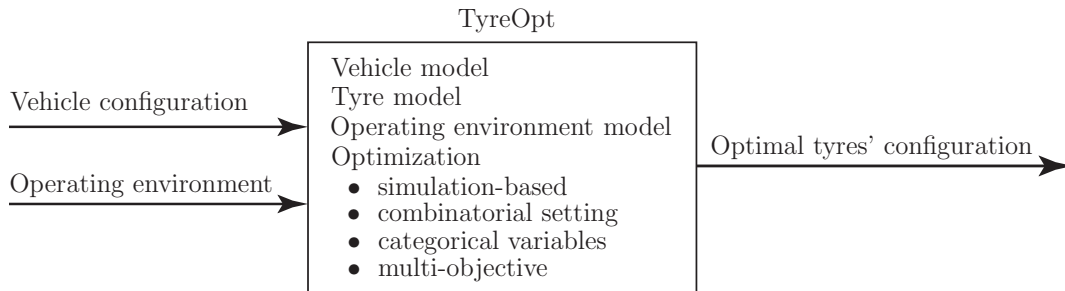 TyreOpt
Vehicle configuration
Operating environment
Vehicle model
Tyre model
Operating environment model
Optimization
• simulation-based
• combinatorial setting
• categorical variables
• multi-objective
Optimal tyres' configuration